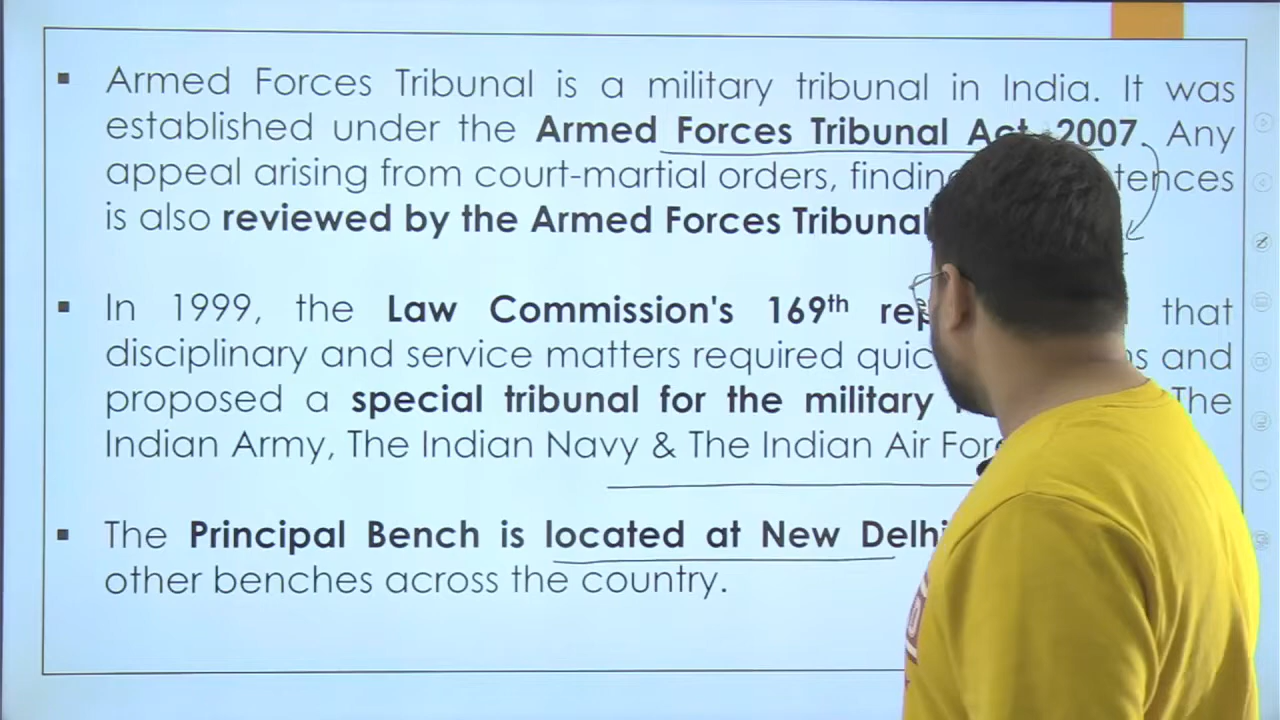 ▪ Armed Forces Tribunal is a military tribunal in India. It was
established under the Armed Forces Tribunal Act, 2007. Any
appeal arising from court-martial orders,
is also reviewed by the Armed Forces Tribunal
▪ In 1999, the Law Commission's 169th that
disciplinary and service matters required and
proposed a special tribunal for the military The
Indian Army, The Indian Navy & The Indian Air
▪ The Principal Bench is located at New Delhi
other benches across the country.